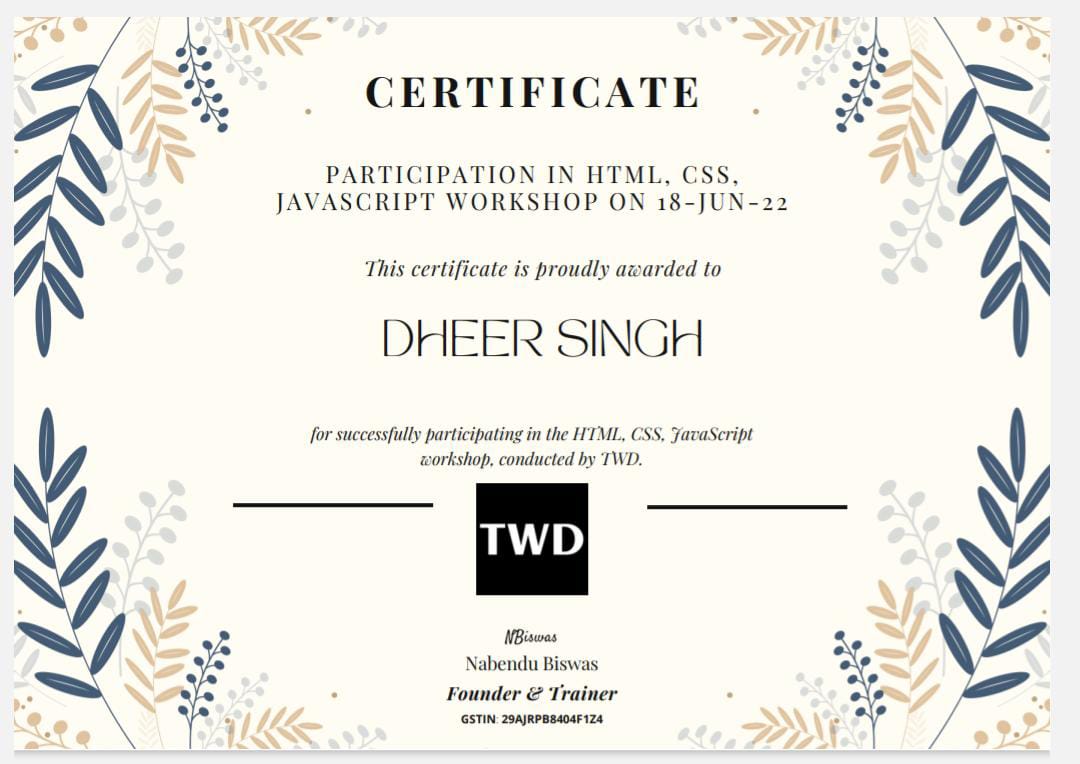 CERTIFICATE
PARTICIPATION IN HTML, CSS,
JAVASCRIPT WORKSHOP ON 18-JUN-22
This certificate is proudly awarded to
DHEER SINGH
for successfully participating in the HTML, CSS, JavaScript
workshop, conducted by TWD.
TWD
NBiswas
Nabendu Biswas
Founder & Trainer
GSTIN: 29AJRPB8404F1Z4